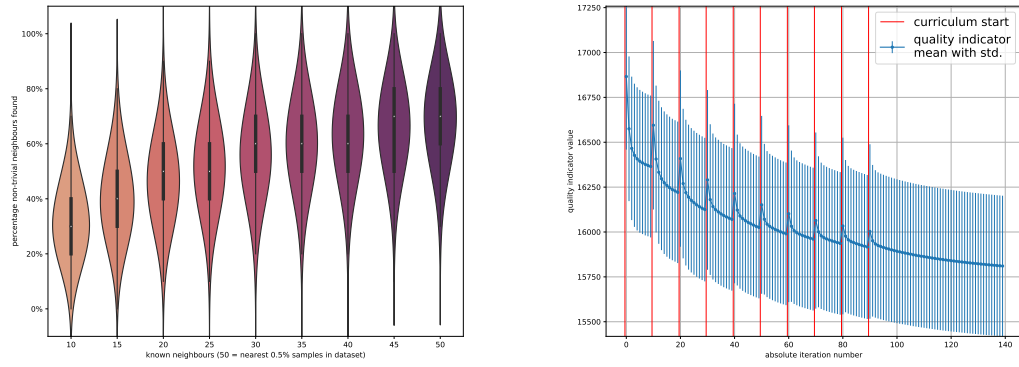 percentage non-trivial neighbours found
100%
80%
60%
40%
20%
0%
10 15 20 25 30 35 40 45 50
known neighbours (50 = nearest 0.5% samples in dataset)
quality indicator value
17250
17000
16750
16500
16250
16000
15750
15500
curriculum start
quality indicator
mean with std.
0 20 40 60 80 100 120 140
absolute iteration number